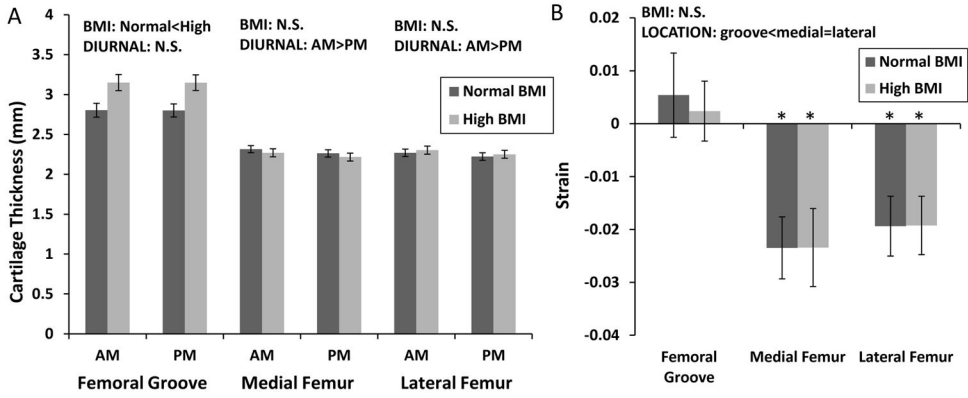 A
BMI: Normal<High
DIURNAL: N.S.
BMI: N.S.
DIURNAL: AM>PM
BMI: N.S.
DIURNAL: AM>PM
Normal BMI
High BMI
Cartilage Thickness (mm)
4
3.5
3
2.5
2
1.5
1
0.5
0
AM
PM
AM
PM
AM
PM
Femoral Groove
Medial Femur
Lateral Femur
B
BMI: N.S.
LOCATION: groove<medial=lateral
Normal BMI
High BMI
Strain
0.02
0.01
0
-0.01
-0.02
-0.03
-0.04
* *
* *
Femoral
Groove
Medial Femur
Lateral Femur